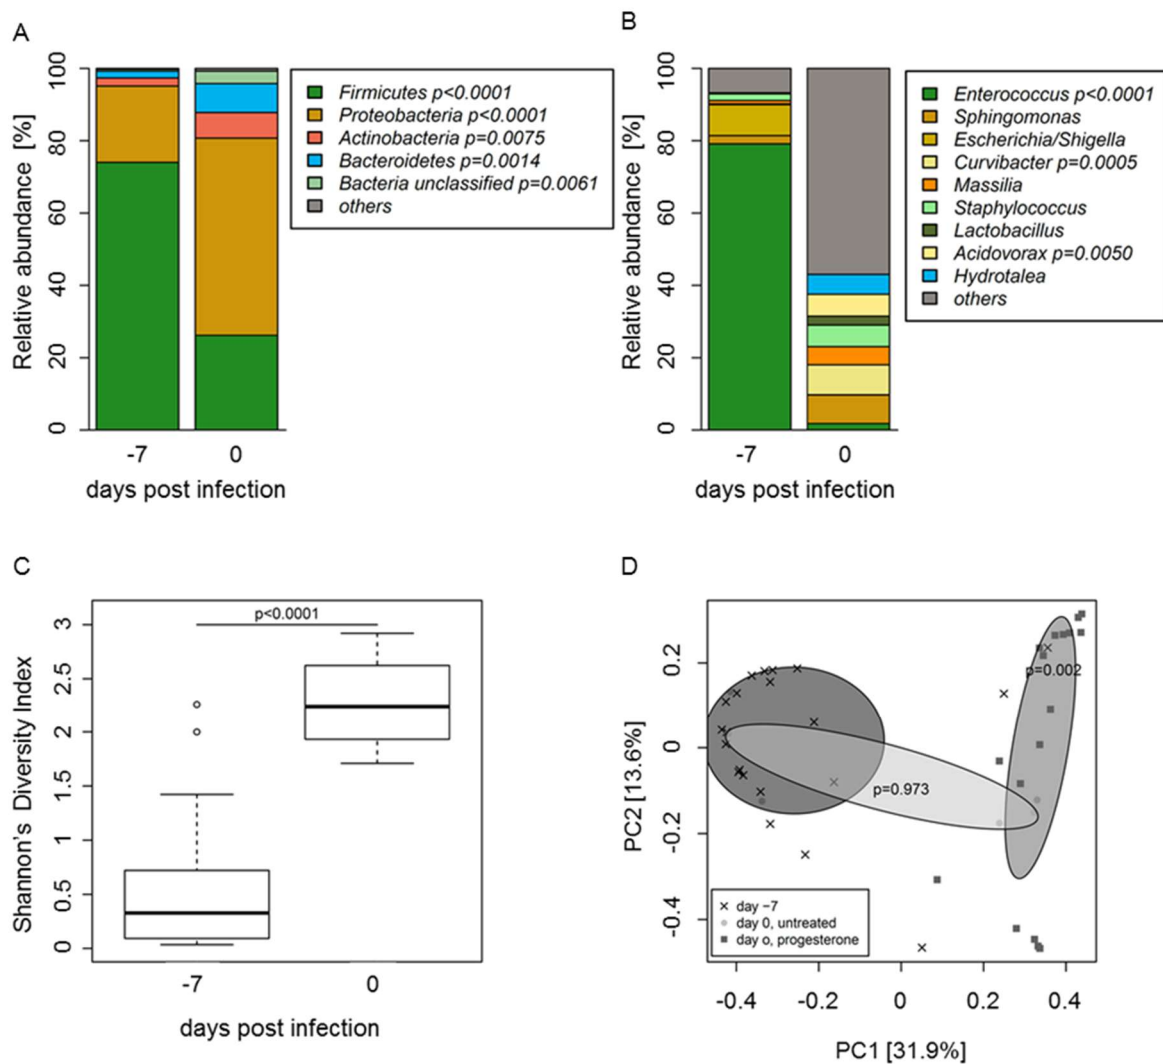 A
Relative abundance [%]
100
80
60
40
20
0
-7
0
days post infection
Firmicutes p<0.0001
Proteobacteria p<0.0001
Actinobacteria p=0.0075
Bacteroidetes p=0.0014
Bacteria unclassified p=0.0061
others
B
Relative abundance [%]
100
80
60
40
20
0
-7
0
days post infection
Enterococcus p<0.0001
Sphingomonas
Escherichia/Shigella
Curvibacter p=0.0005
Massilia
Staphylococcus
Lactobacillus
Acidovorax p=0.0050
Hydrotalea
others
C
Shannon's Diversity Index
3
2.5
2
1.5
1
0.5
0
p<0.0001
-7
0
days post infection
D
PC2 [13.6%]
0.2
0
-0.2
-0.4
p=0.002
p=0.973
day −7
day 0, untreated
day o, progesterone
-0.4
-0.2
0
0.2
0.4
PC1 [31.9%]